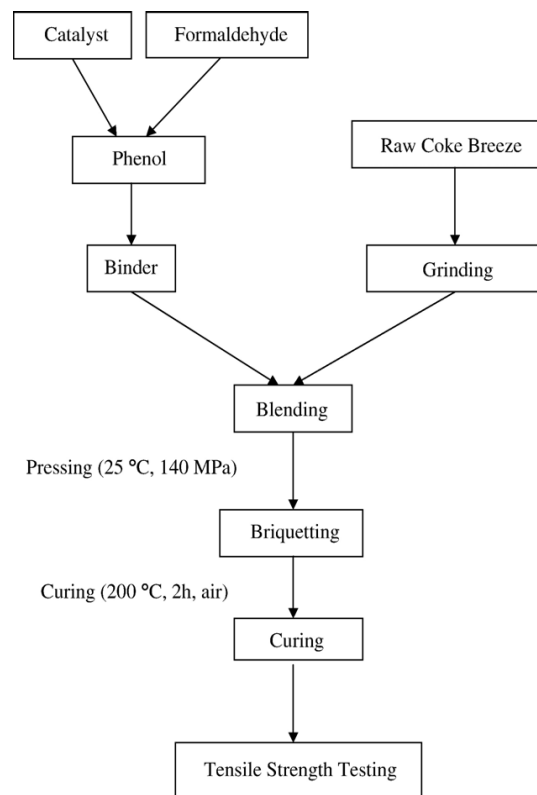 Catalyst
Formaldehyde
Phenol
Raw Coke Breeze
Binder
Grinding
Blending
Pressing (25 °C, 140 MPa)
Briquetting
Curing (200 °C, 2h, air)
Curing
Tensile Strength Testing